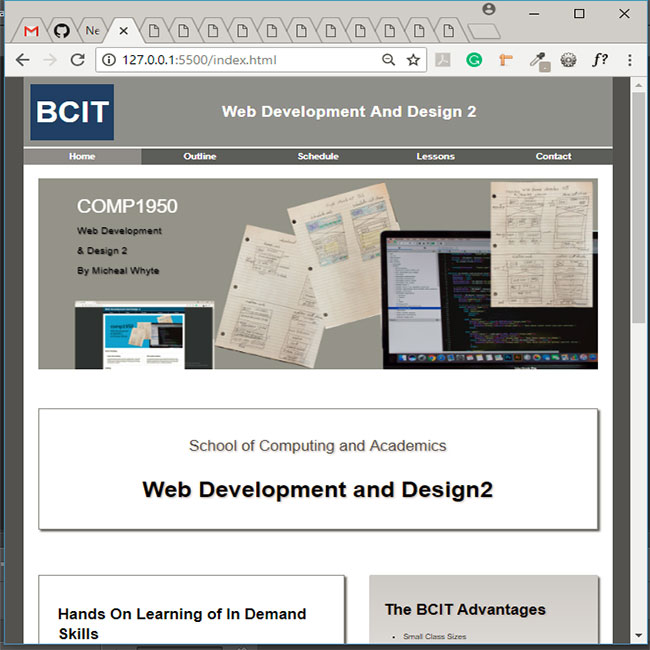 Ne
127.0.0.1:5500/index.html
f?
BCIT
Web Development And Design 2
Home
Outline
Schedule
Lessons
Contact
COMP1950
Web Development
& Design 2
By Micheal Whyte
comp1950
School of Computing and Academics
Web Development and Design2
Hands On Learning of In Demand
Skills
The BCIT Advantages
Small Class Sizes